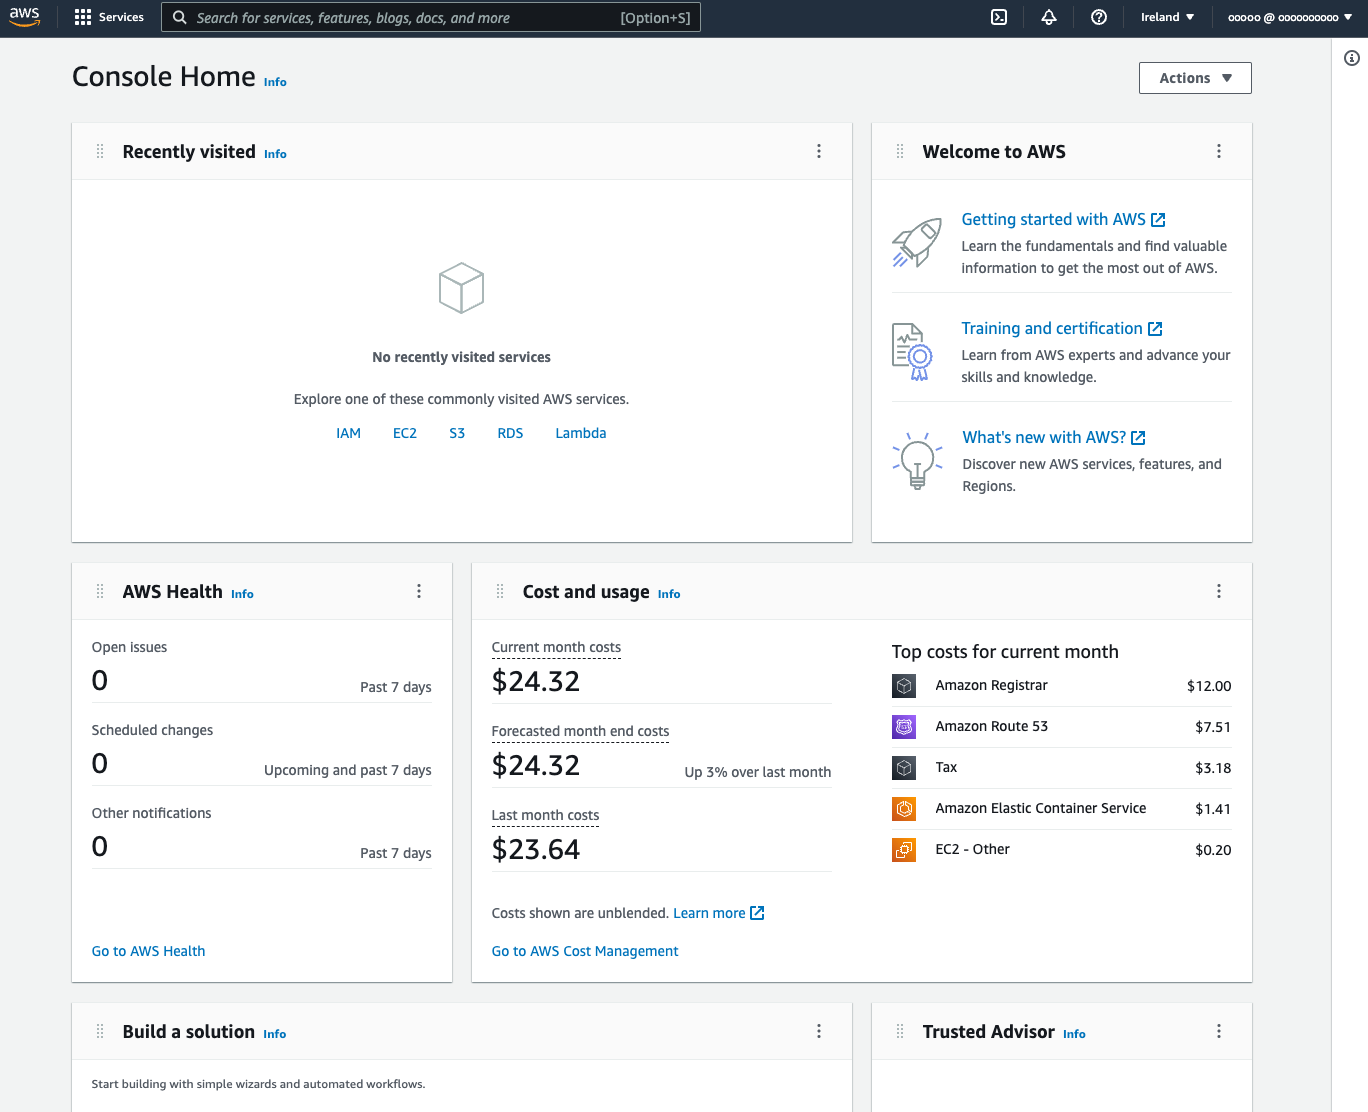 aws
Services
Search for services, features, blogs, docs, and more
[Option+S]
Ireland
ooooo @ oooooooooo
Console Home Info
Actions
Recently visited Info
No recently visited services
Explore one of these commonly visited AWS services.
IAM EC2 S3 RDS Lambda
Welcome to AWS
Getting started with AWS
Learn the fundamentals and find valuable
information to get the most out of AWS.
Training and certification
Learn from AWS experts and advance your
skills and knowledge.
What's new with AWS?
Discover new AWS services, features, and
Regions.
AWS Health Info
Open issues
0 Past 7 days
Scheduled changes
0 Upcoming and past 7 days
Other notifications
0 Past 7 days
Go to AWS Health
Cost and usage Info
Current month costs
$24.32
Forecasted month end costs
$24.32 Up 3% over last month
Last month costs
$23.64
Costs shown are unblended. Learn more
Go to AWS Cost Management
Top costs for current month
Amazon Registrar $12.00
Amazon Route 53 $7.51
Tax $3.18
Amazon Elastic Container Service $1.41
EC2 - Other $0.20
Build a solution Info
Start building with simple wizards and automated workflows.
Trusted Advisor Info